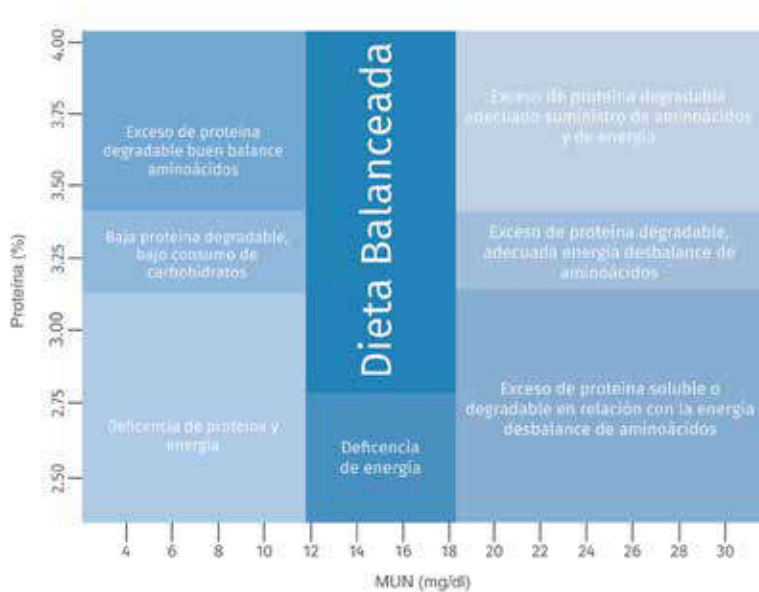 Proteína (%)
4.00
3.75
3.50
3.25
3.00
2.75
2.50
Exceso de proteína
degradable buen balance
aminoácidos
Baja proteína degradable,
bajo consumo de
carbohidratos
Deficencia de proteína y
energía
Dieta Balanceada
Deficencia
de energía
Exceso de proteína degradable
adecuado suministro de aminoácidos
y de energía
Exceso de proteína degradable,
adecuada energía desbalance de
aminoácidos
Exceso de proteína soluble o
degradable en relación con la energía
desbalance de aminoácidos
4 6 8 10 12 14 16 18 20 22 24 26 28 30
MUN (mg/dl)